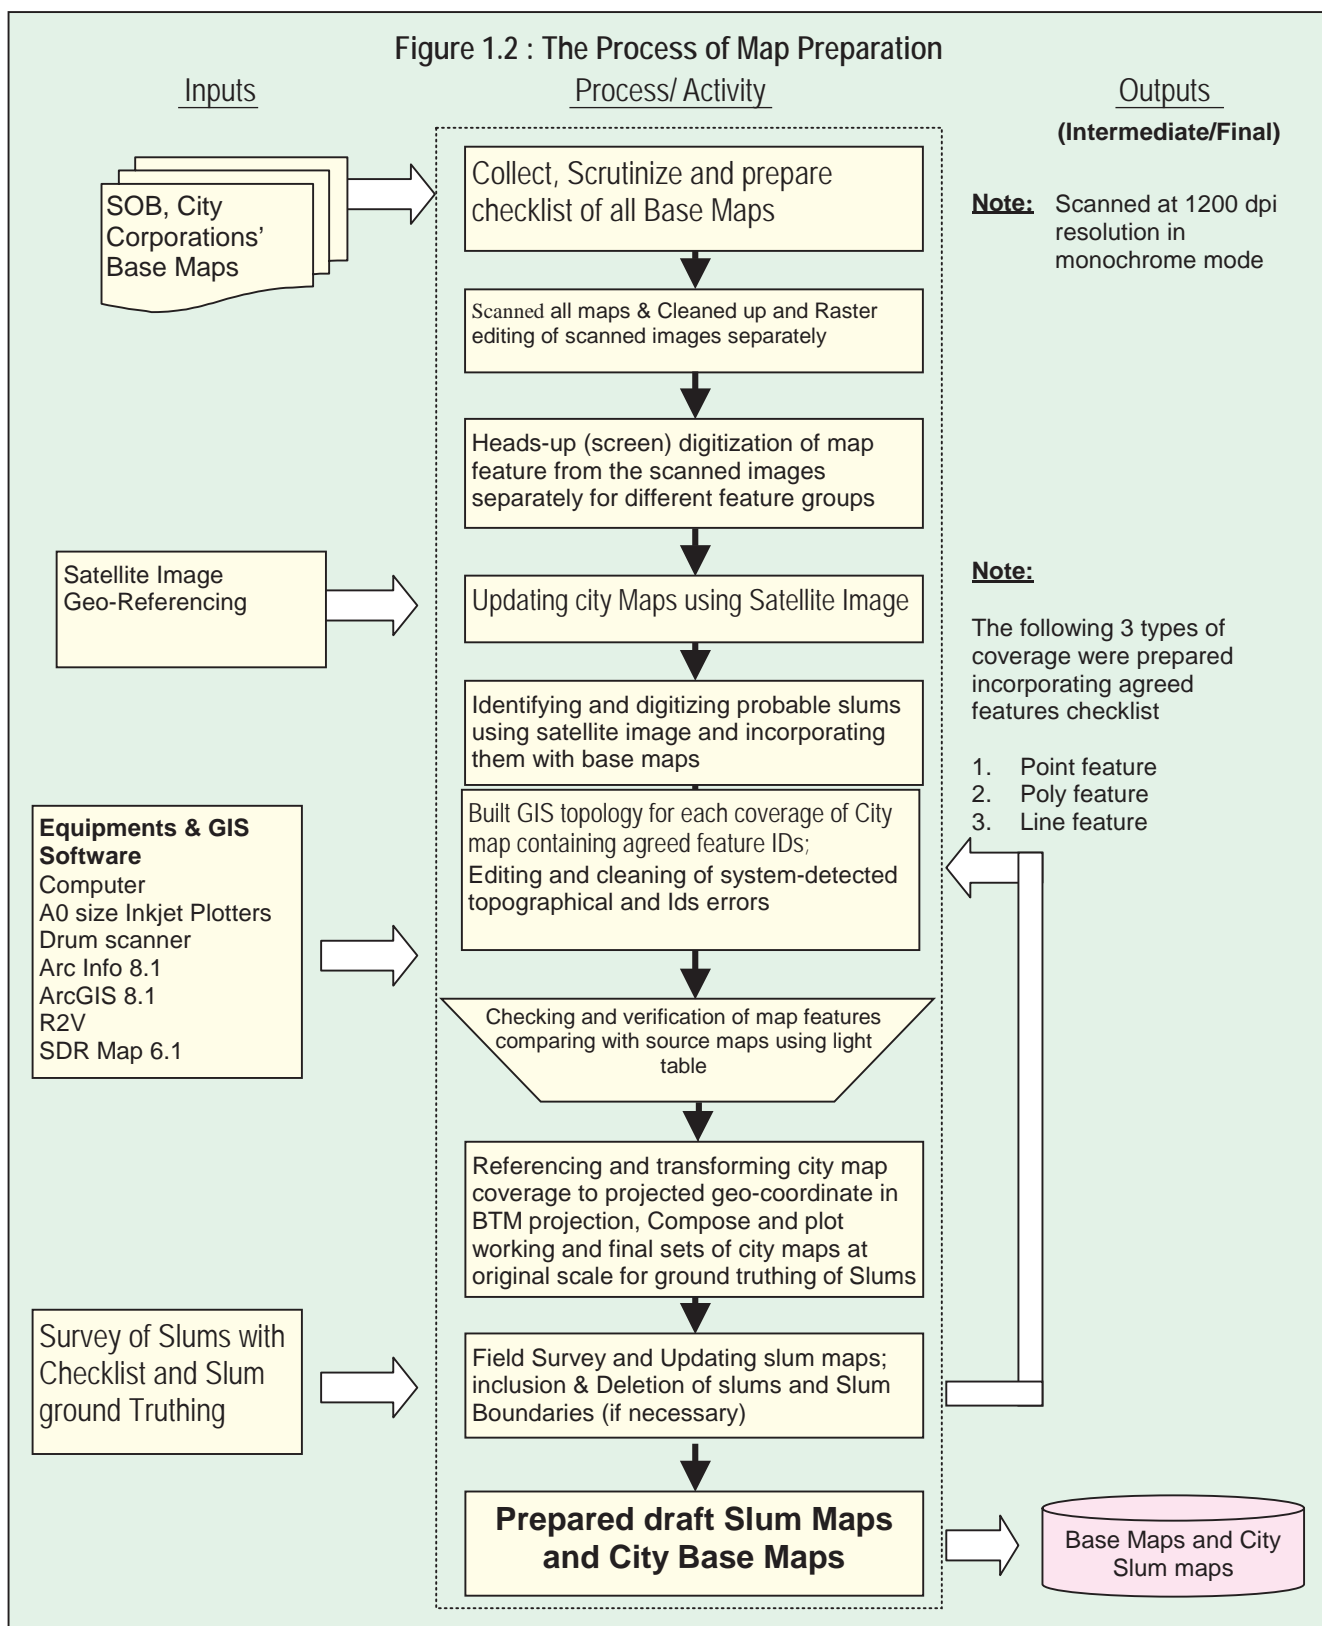 Figure 1.2 : The Process of Map Preparation
Inputs
Process/ Activity
Outputs
(Intermediate/Final)
SOB, City
Corporations’
Base Maps
Collect, Scrutinize and prepare
checklist of all Base Maps
Note: Scanned at 1200 dpi
resolution in
monochrome mode
Scanned all maps & Cleaned up and Raster
editing of scanned images separately
Heads-up (screen) digitization of map
feature from the scanned images
separately for different feature groups
Satellite Image
Geo-Referencing
Updating city Maps using Satellite Image
Note:
The following 3 types of
coverage were prepared
incorporating agreed
features checklist
1. Point feature
2. Poly feature
3. Line feature
Identifying and digitizing probable slums
using satellite image and incorporating
them with base maps
Equipments & GIS
Software
Computer
A0 size Inkjet Plotters
Drum scanner
Arc Info 8.1
ArcGIS 8.1
R2V
SDR Map 6.1
Built GIS topology for each coverage of City
map containing agreed feature IDs;
Editing and cleaning of system-detected
topographical and Ids errors
Checking and verification of map features
comparing with source maps using light
table
Referencing and transforming city map
coverage to projected geo-coordinate in
BTM projection, Compose and plot
working and final sets of city maps at
original scale for ground truthing of Slums
Survey of Slums with
Checklist and Slum
ground Truthing
Field Survey and Updating slum maps;
inclusion & Deletion of slums and Slum
Boundaries (if necessary)
Prepared draft Slum Maps
and City Base Maps
Base Maps and City
Slum maps